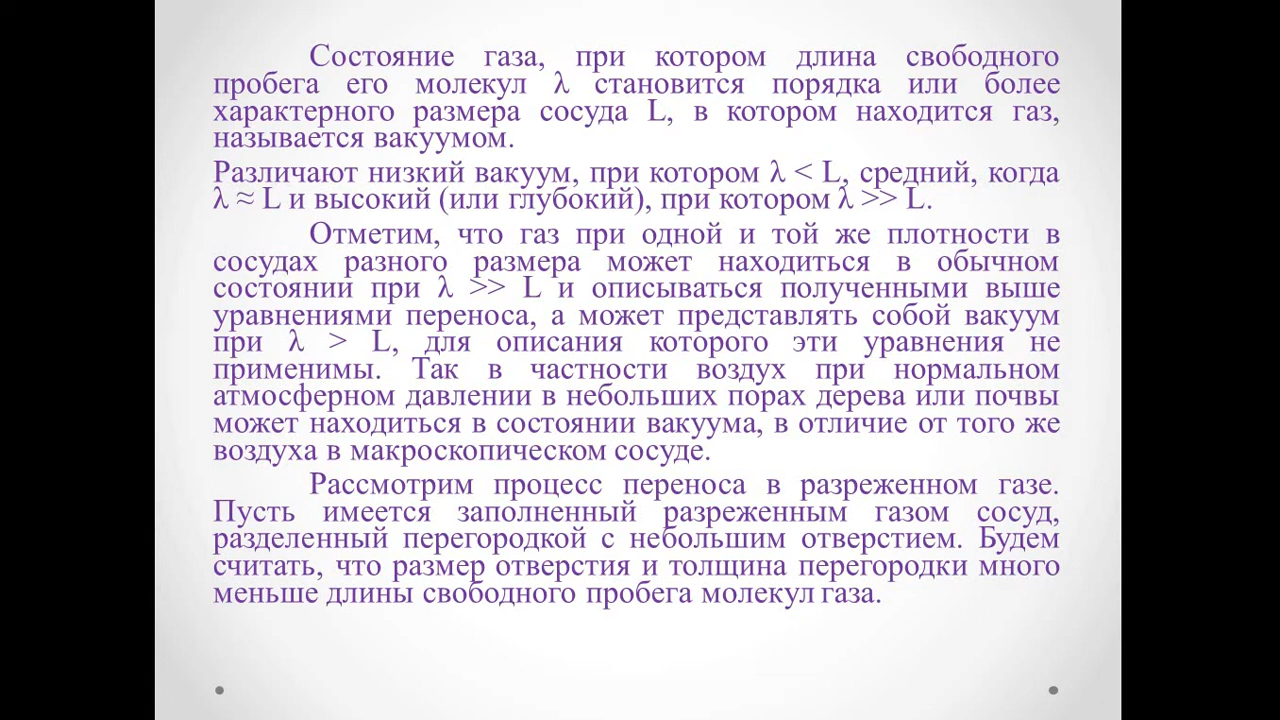 Состояние газа, при котором длина свободного
пробега его молекул λ становится порядка или более
характерного размера сосуда L, в котором находится газ,
называется вакуумом.
Различают низкий вакуум, при котором λ < L, средний, когда
λ ≈ L и высокий (или глубокий), при котором λ >> L.
Отметим, что газ при одной и той же плотности в
сосудах разного размера может находиться в обычном
состоянии при λ >> L и описываться полученными выше
уравнениями переноса, а может представлять собой вакуум
при λ > L, для описания которого эти уравнения не
применимы. Так в частности воздух при нормальном
атмосферном давлении в небольших порах дерева или почвы
может находиться в состоянии вакуума, в отличие от того же
воздуха в макроскопическом сосуде.
Рассмотрим процесс переноса в разреженном газе.
Пусть имеется заполненный разреженным газом сосуд,
разделенный перегородкой с небольшим отверстием. Будем
считать, что размер отверстия и толщина перегородки много
меньше длины свободного пробега молекул газа.